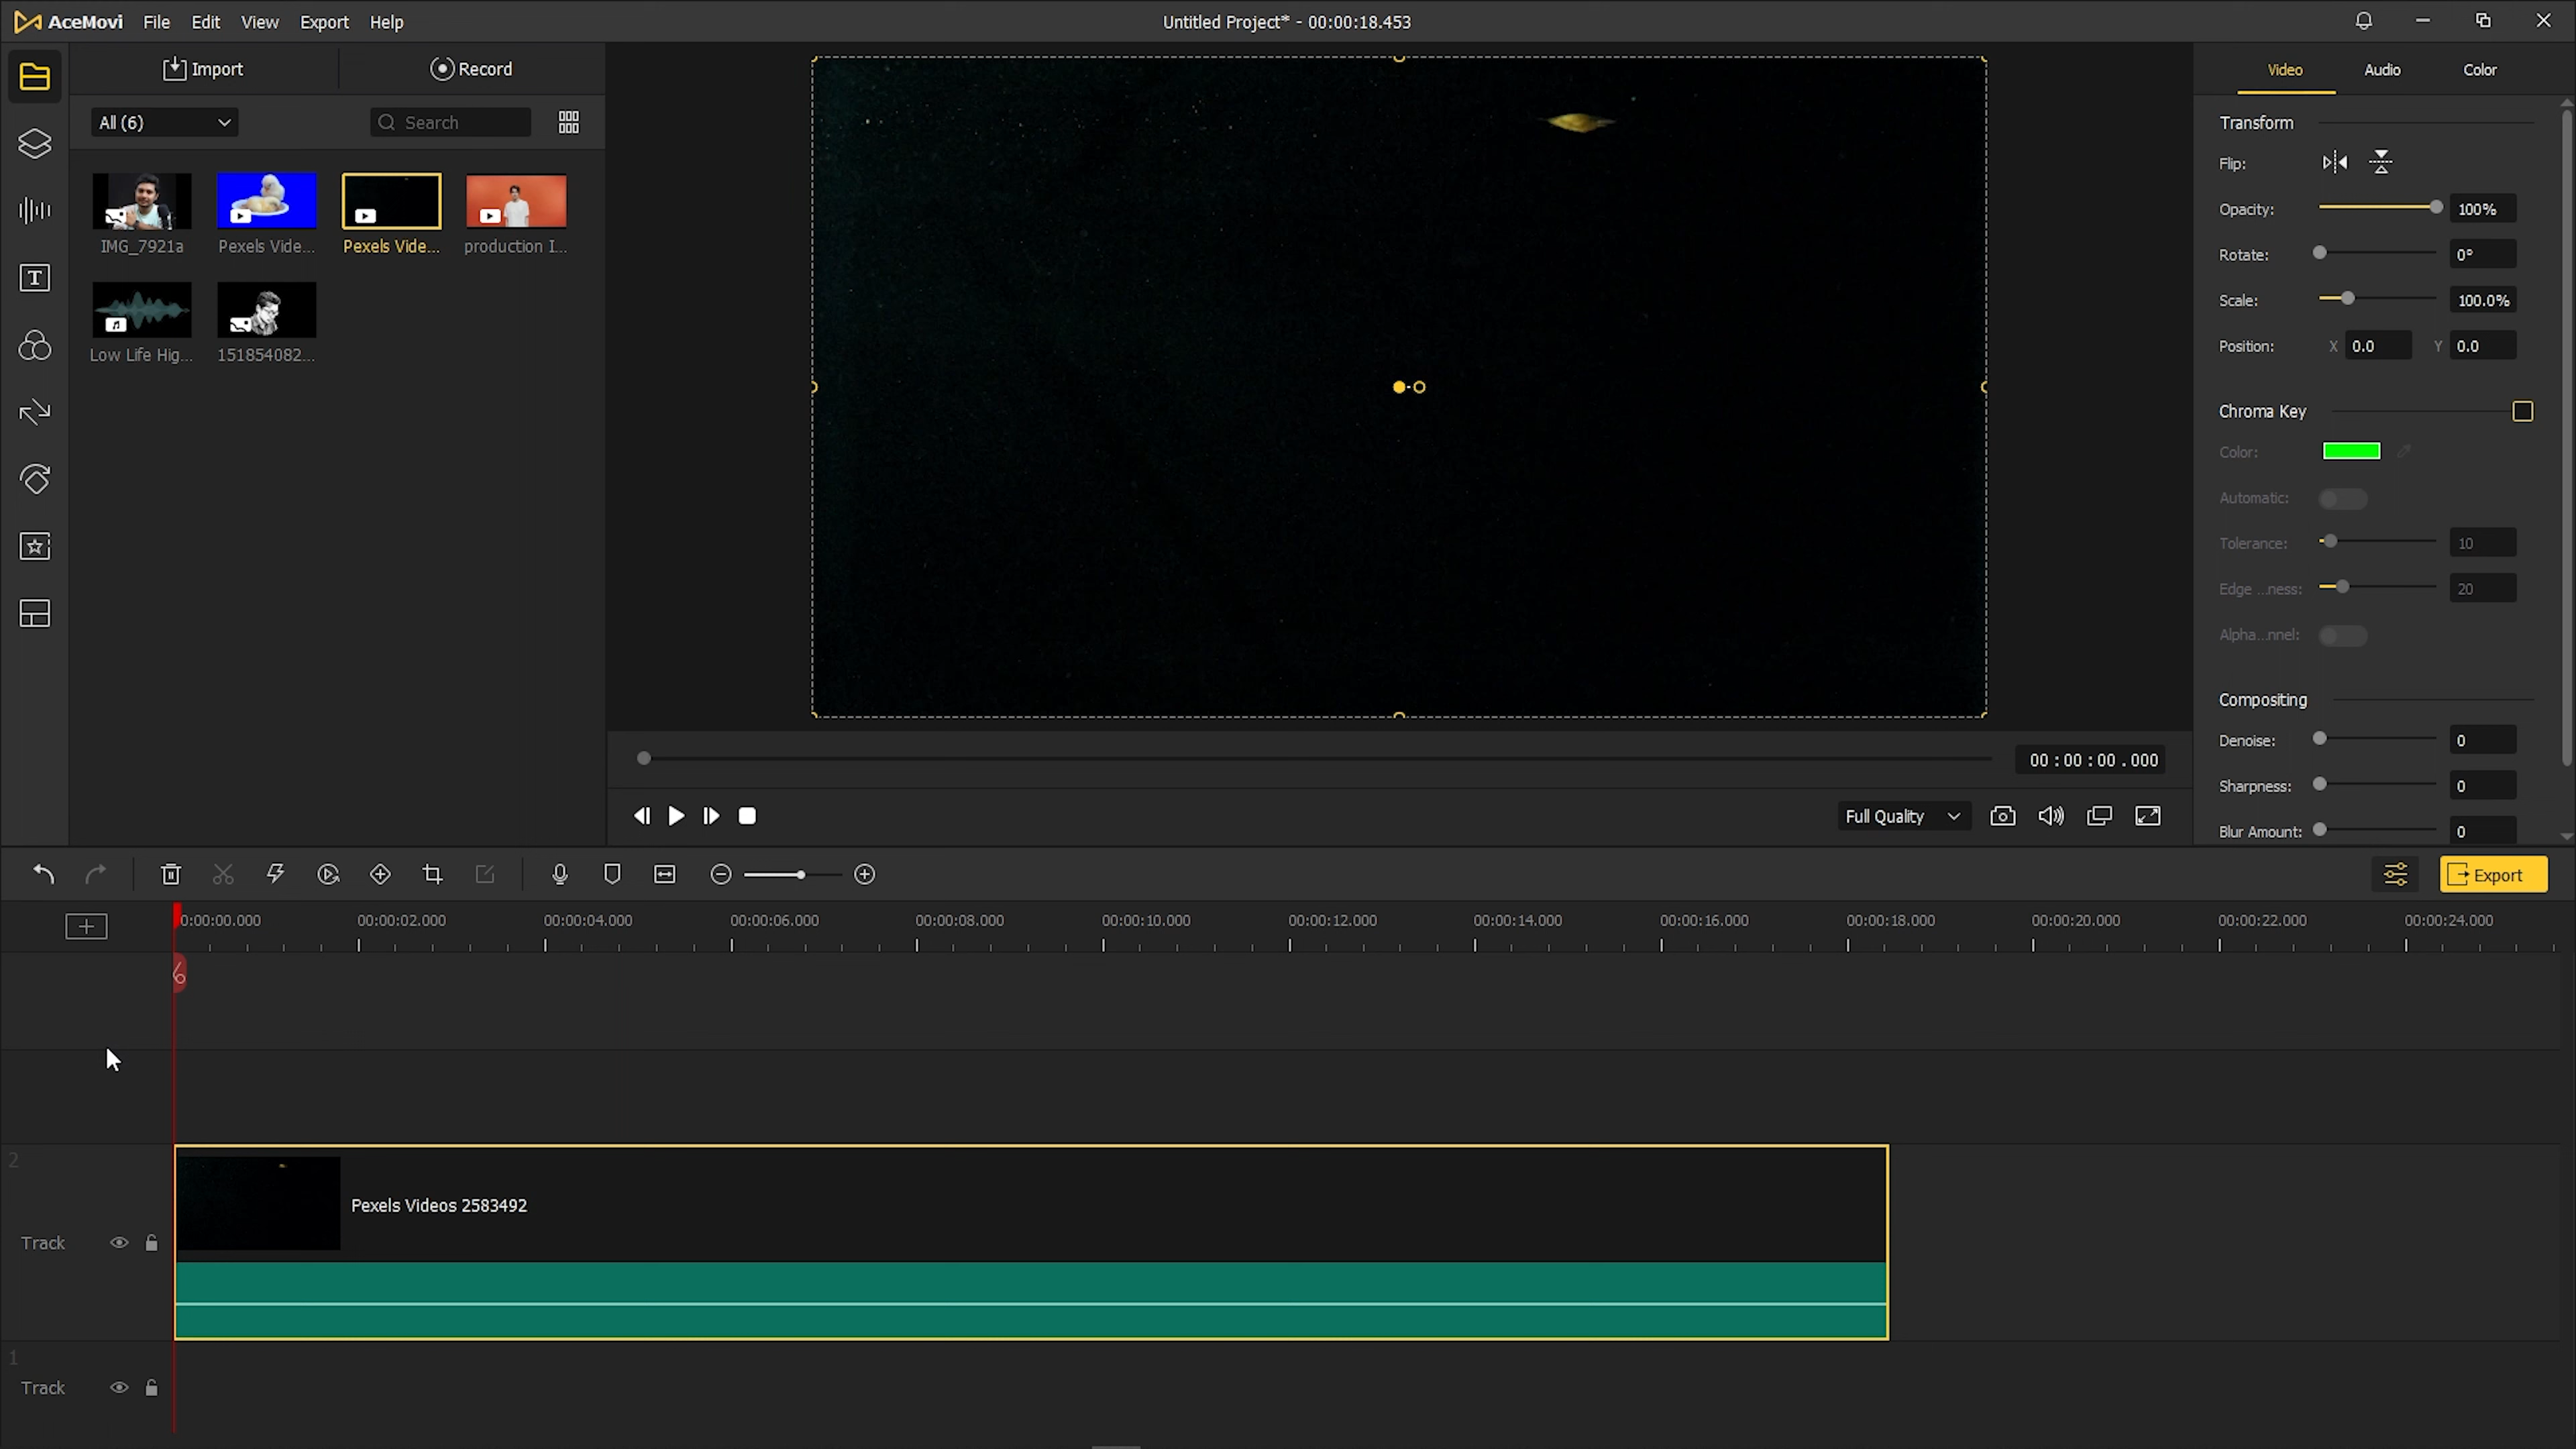 AceMovi File Edit View Export Help
Untitled Project* - 00:00:18.453
Import Record
All (6) Search
IMG_7921a Pexels Vide... Pexels Vide... production I...
Low Life Hig... 151854082...
00:00:00.000
Full Quality
Video Audio Color
Transform
Flip:
Opacity: 100%
Rotate: 0°
Scale: 100.0%
Position: X 0.0 Y 0.0
Chroma Key
Color:
Automatic:
Tolerance: 10
Edge ...ness: 20
Alpha...nnel:
Compositing
Denoise: 0
Sharpness: 0
Blur Amount: 0
Export
0:00:00.000 00:00:02.000 00:00:04.000 00:00:06.000 00:00:08.000 00:00:10.000 00:00:12.000 00:00:14.000 00:00:16.000 00:00:18.000 00:00:20.000 00:00:22.000 00:00:24.000
2
Pexels Videos 2583492
Track
1
Track